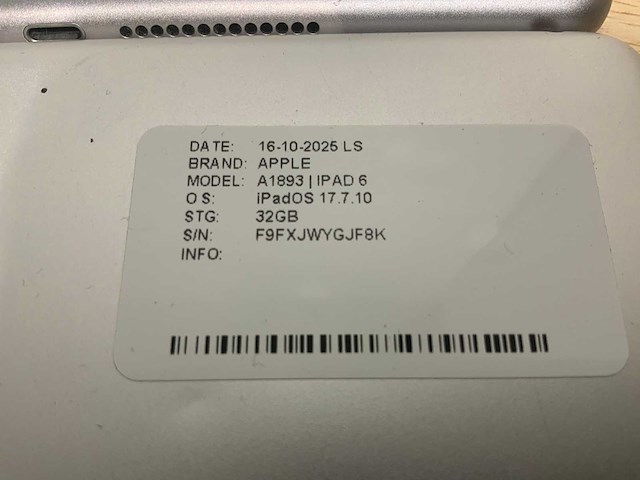 DATE: 16-10-2025 LS
BRAND: APPLE
MODEL: A1893 | IPAD 6
OS: iPadOS 17.7.10
STG: 32GB
S/N: F9FXJWYGJF8K
INFO: